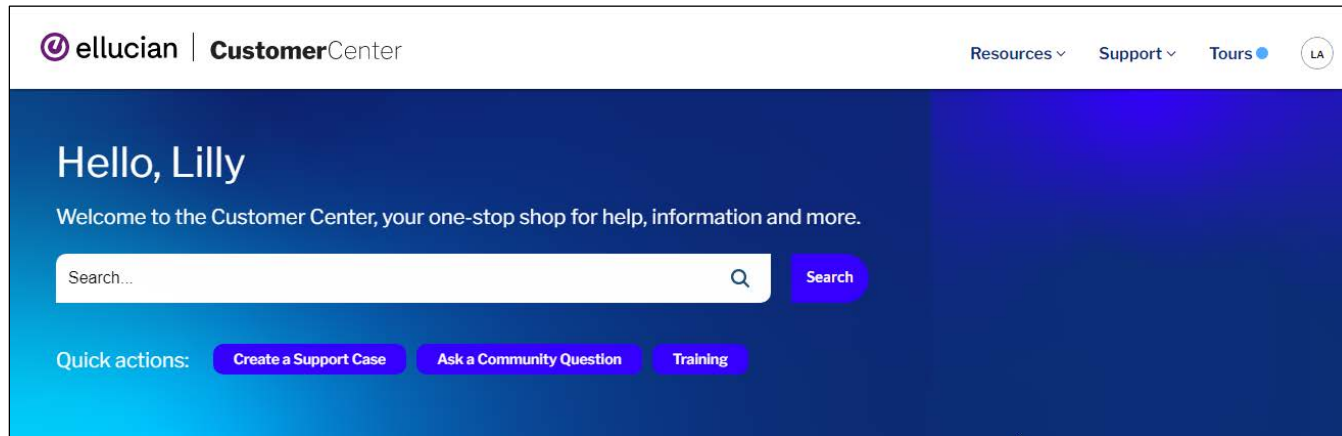 ellucian | CustomerCenter
Resources Support Tours LA
Hello, Lilly
Welcome to the Customer Center, your one-stop shop for help, information and more.
Search... Search
Quick actions: Create a Support Case Ask a Community Question Training